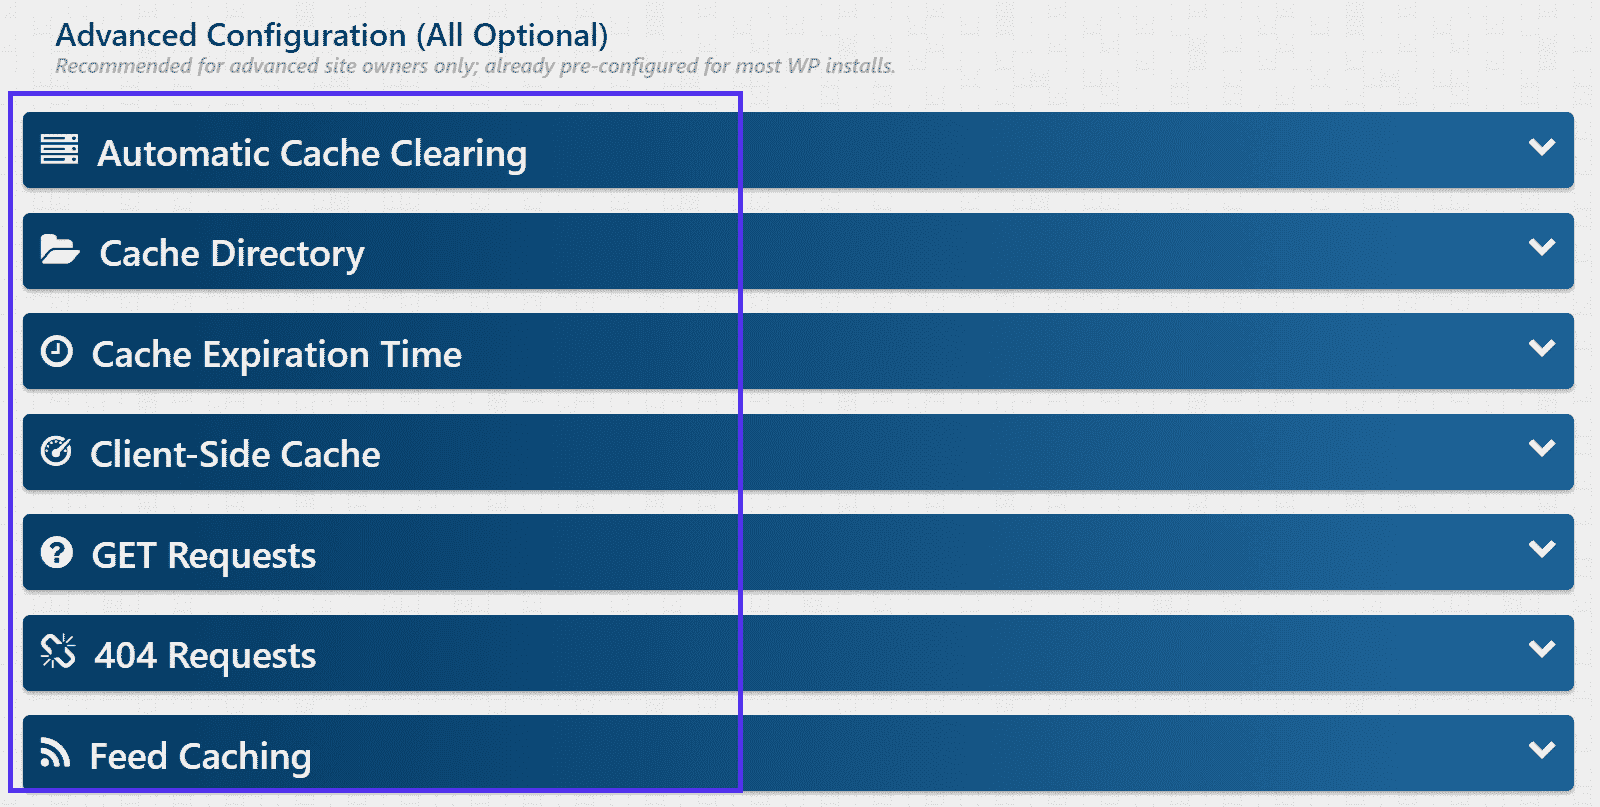 Advanced Configuration (All Optional)
Recommended for advanced site owners only; already pre-configured for most WP installs.
Automatic Cache Clearing
Cache Directory
Cache Expiration Time
Client-Side Cache
GET Requests
404 Requests
Feed Caching